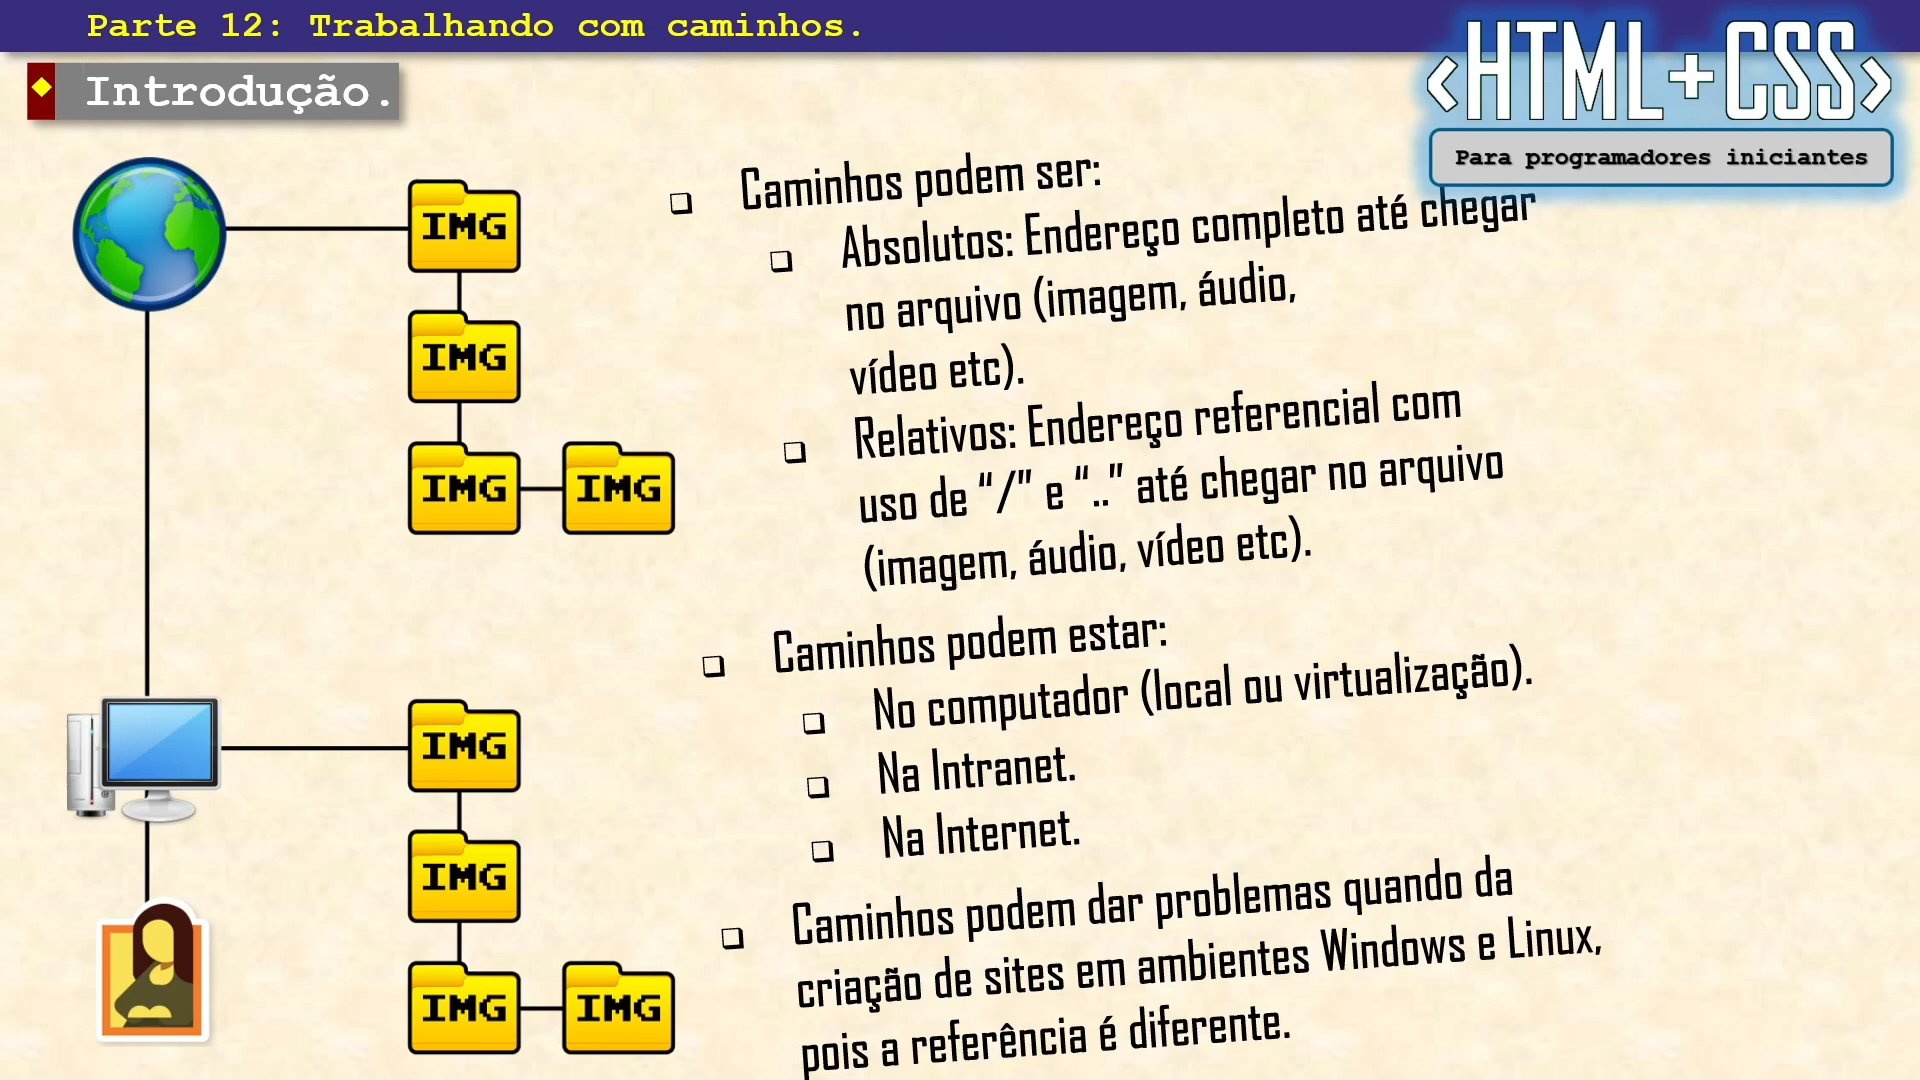 Parte 12: Trabalhando com caminhos.
<HTML+CSS>
Para programadores iniciantes
Introdução.
IMG
IMG
IMG
IMG
IMG
IMG
IMG
IMG
Caminhos podem ser:
Absolutos: Endereço completo até chegar
no arquivo (imagem, áudio,
vídeo etc).
Relativos: Endereço referencial com
uso de “/” e “..” até chegar no arquivo
(imagem, áudio, vídeo etc).
Caminhos podem estar:
No computador (local ou virtualização).
Na Intranet.
Na Internet.
Caminhos podem dar problemas quando da
criação de sites em ambientes Windows e Linux,
pois a referência é diferente.